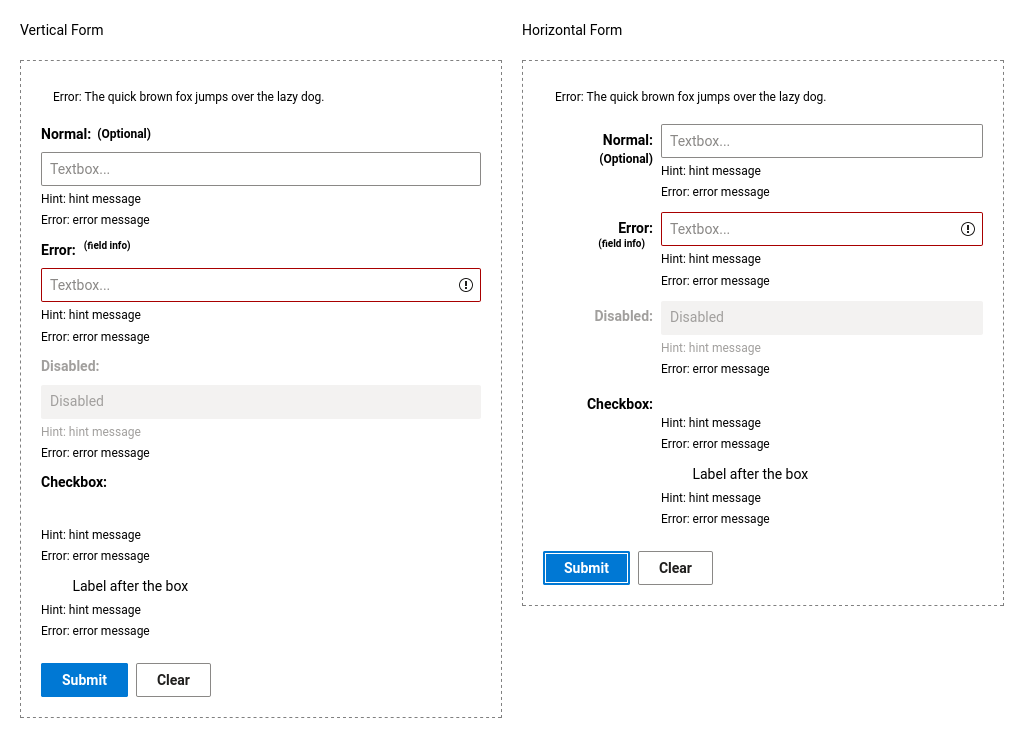 Vertical Form
Error: The quick brown fox jumps over the lazy dog.
Normal: (Optional)
Textbox...
Hint: hint message
Error: error message
Error: (field info)
Textbox...
Hint: hint message
Error: error message
Disabled:
Disabled
Hint: hint message
Error: error message
Checkbox:
Hint: hint message
Error: error message
Label after the box
Hint: hint message
Error: error message
Submit Clear
Horizontal Form
Error: The quick brown fox jumps over the lazy dog.
Normal: Textbox...
(Optional)
Hint: hint message
Error: error message
Error: Textbox...
(field info)
Hint: hint message
Error: error message
Disabled: Disabled
Hint: hint message
Error: error message
Checkbox:
Hint: hint message
Error: error message
Label after the box
Hint: hint message
Error: error message
Submit Clear